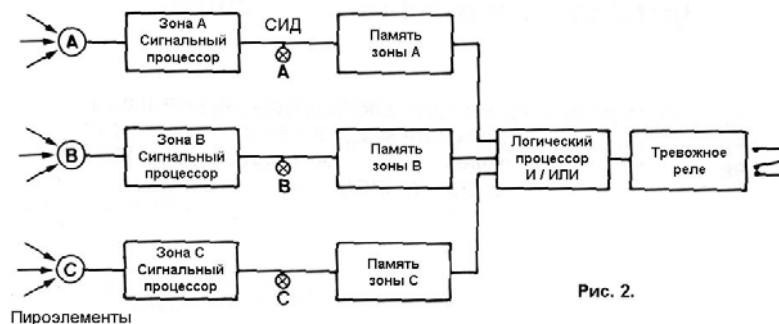 A
Зона А
Сигнальный
процессор
СИД
A
Память
зоны А
B
Зона В
Сигнальный
процессор
B
Память
зоны В
Логический
процессор
И / ИЛИ
Тревожное
реле
C
Зона С
Сигнальный
процессор
C
Память
зоны С
Рис. 2.
Пироэлементы